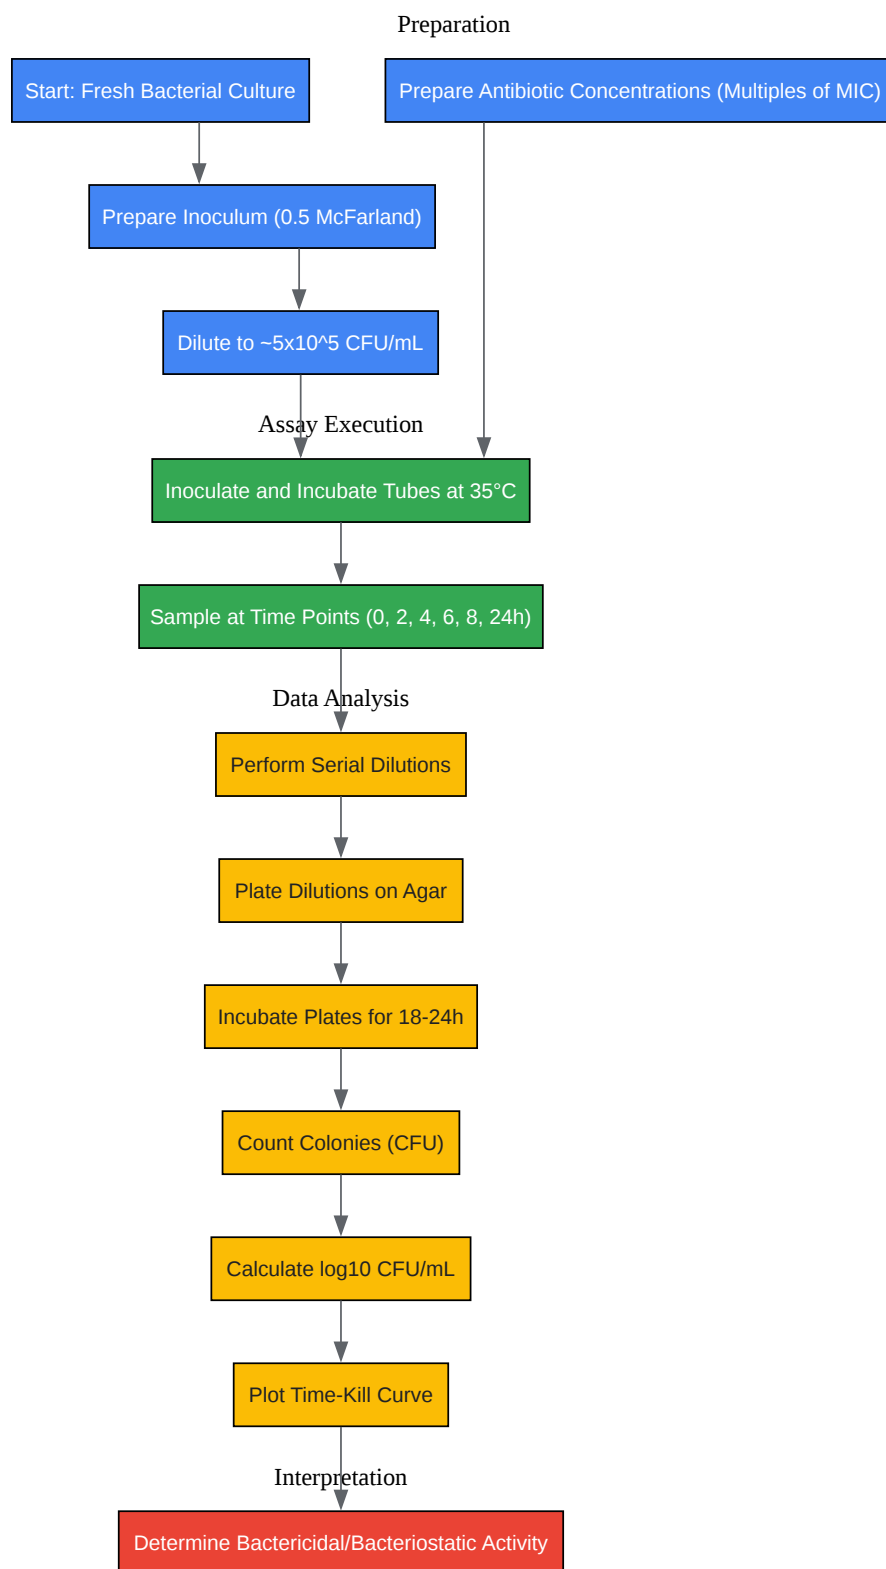 Preparation
Start: Fresh Bacterial Culture
Prepare Antibiotic Concentrations (Multiples of MIC)
Prepare Inoculum (0.5 McFarland)
Dilute to ~5x10^5 CFU/mL
Assay Execution
Inoculate and Incubate Tubes at 35°C
Sample at Time Points (0, 2, 4, 6, 8, 24h)
Data Analysis
Perform Serial Dilutions
Plate Dilutions on Agar
Incubate Plates for 18-24h
Count Colonies (CFU)
Calculate log10 CFU/mL
Plot Time-Kill Curve
Interpretation
Determine Bactericidal/Bacteriostatic Activity